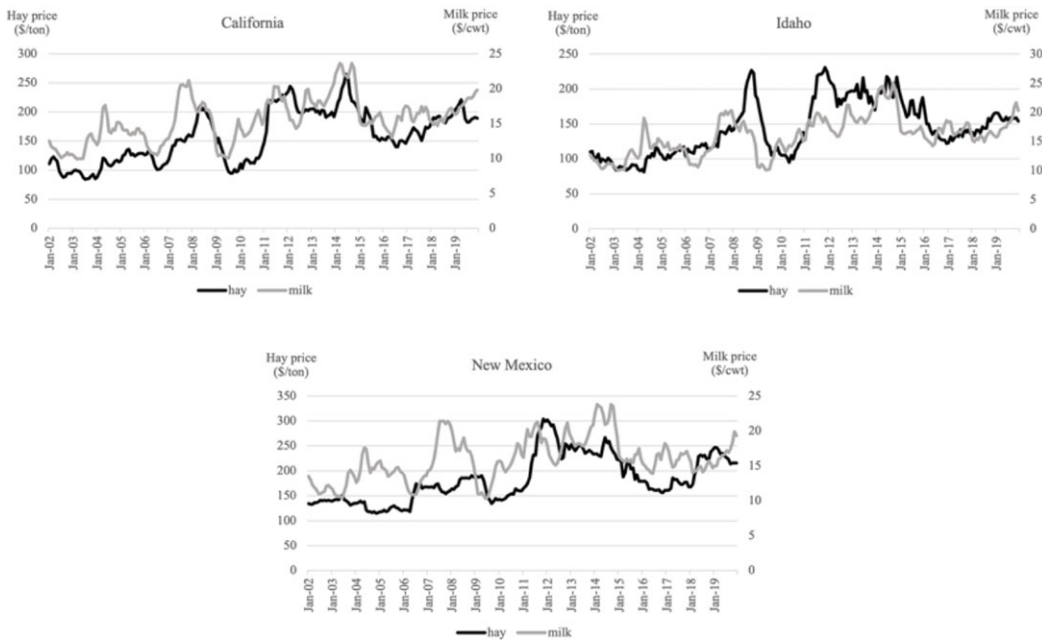 Hay price
($/ton)
California
Milk price
($/cwt)
300
250
200
150
100
50
0
25
20
15
10
5
0
Jan-02
Jan-03
Jan-04
Jan-05
Jan-06
Jan-07
Jan-08
Jan-09
Jan-10
Jan-11
Jan-12
Jan-13
Jan-14
Jan-15
Jan-16
Jan-17
Jan-18
Jan-19
hay milk
Hay price
($/ton)
Idaho
Milk price
($/cwt)
250
200
150
100
50
0
30
25
20
15
10
5
0
Jan-02
Jan-03
Jan-04
Jan-05
Jan-06
Jan-07
Jan-08
Jan-09
Jan-10
Jan-11
Jan-12
Jan-13
Jan-14
Jan-15
Jan-16
Jan-17
Jan-18
Jan-19
hay milk
Hay price
($/ton)
New Mexico
Milk price
($/cwt)
350
300
250
200
150
100
50
0
25
20
15
10
5
0
Jan-02
Jan-03
Jan-04
Jan-05
Jan-06
Jan-07
Jan-08
Jan-09
Jan-10
Jan-11
Jan-12
Jan-13
Jan-14
Jan-15
Jan-16
Jan-17
Jan-18
Jan-19
hay milk